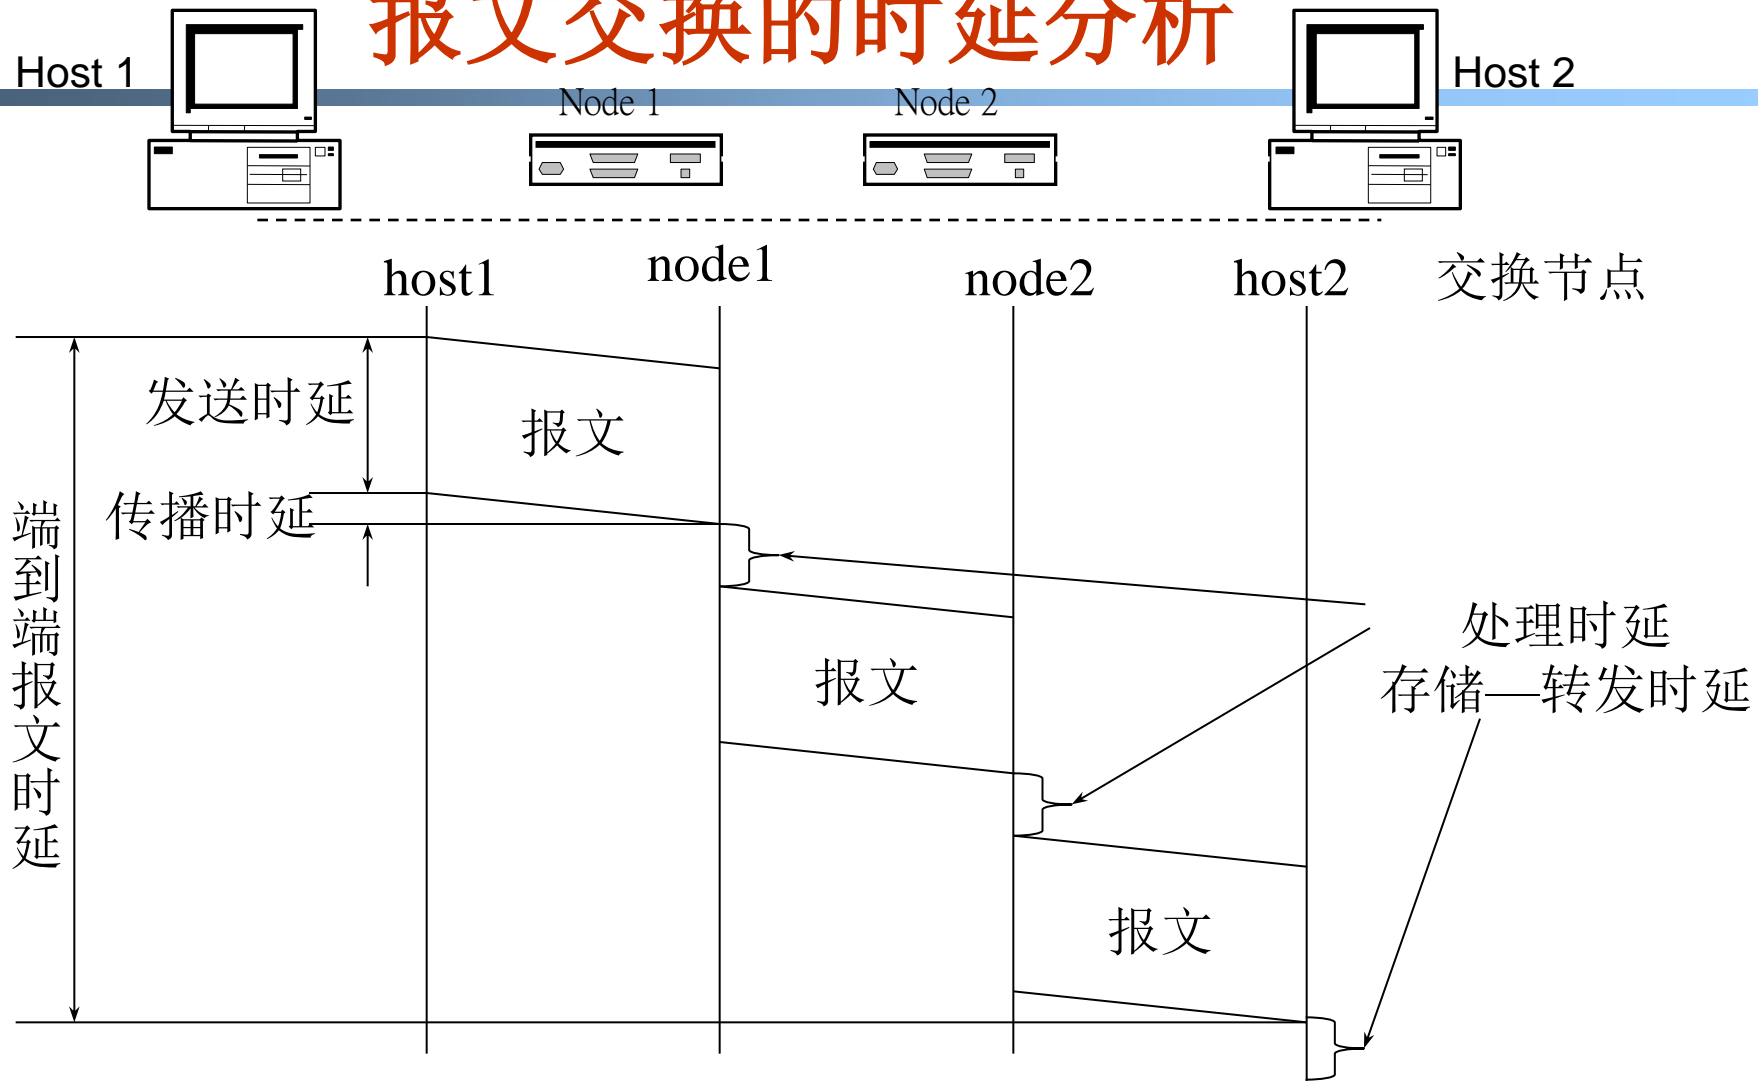 报文交换的时延分析
Host 1
Host 2
Node 1
Node 2
host1
node1
node2
host2
交换节点
发送时延
报文
传播时延
端到端报文时延
处理时延
存储—转发时延
报文
报文